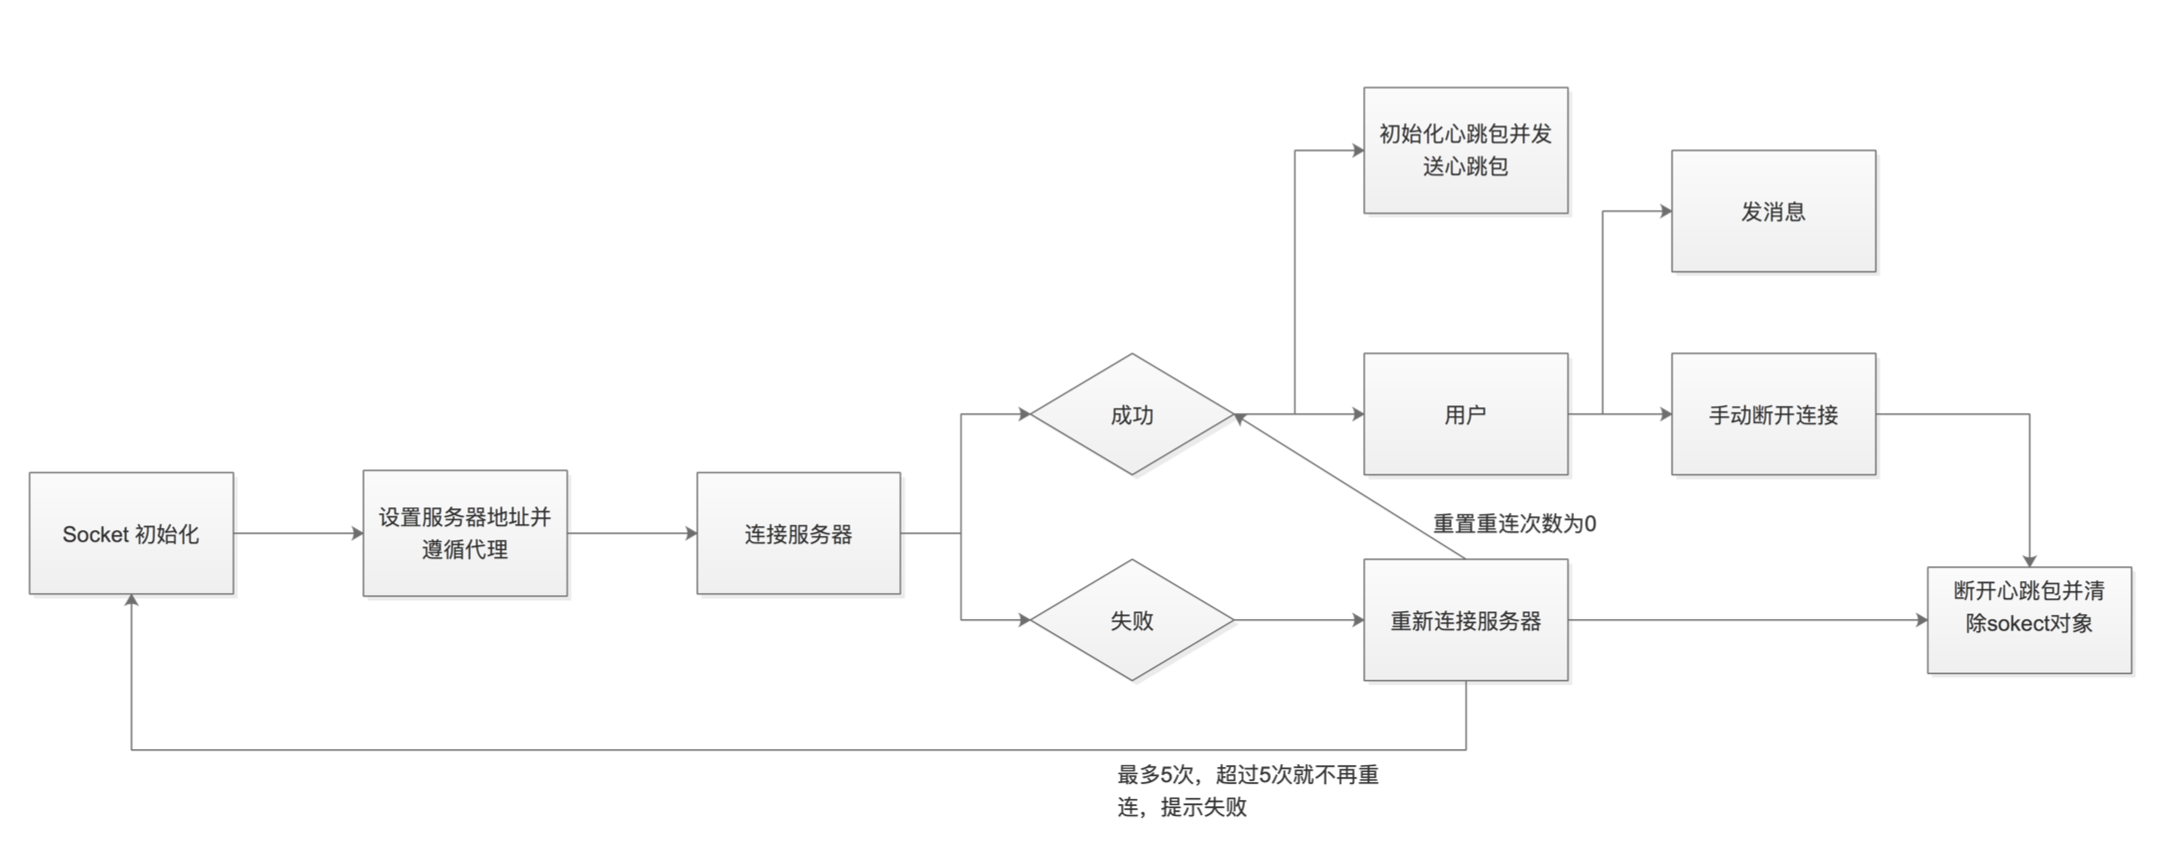 初始化心跳包并发
送心跳包
发消息
成功
用户
手动断开连接
Socket 初始化
设置服务器地址并
遵循代理
连接服务器
重置重连次数为0
失败
重新连接服务器
断开心跳包并清
除sokect对象
最多5次，超过5次就不再重
连，提示失败